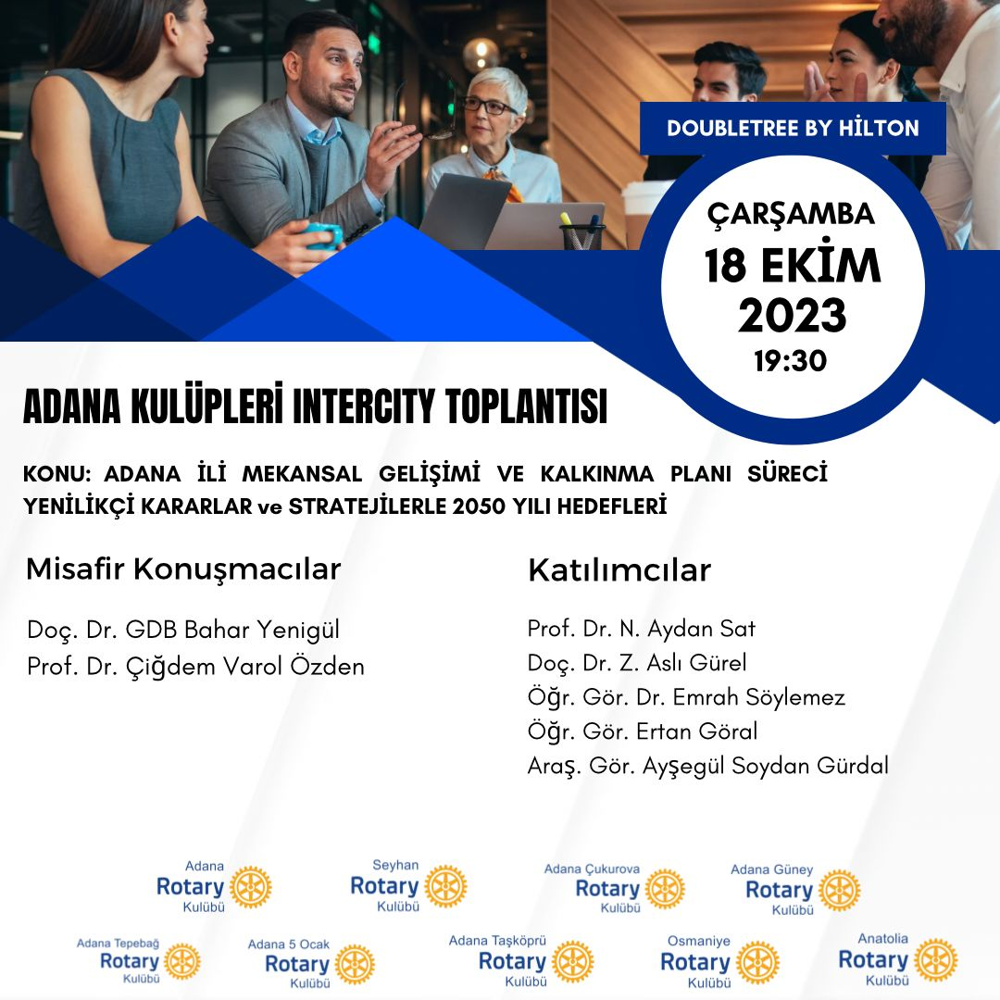 DOUBLETREE BY HİLTON
ÇARŞAMBA
18 EKİM
2023
19:30
ADANA KULÜPLERİ INTERCITY TOPLANTISI
KONU: ADANA İLİ MEKANSAL GELİŞİMİ VE KALKINMA PLANI SÜRECİ
YENİLİKÇİ KARARLAR ve STRATEJİLERLE 2050 YILI HEDEFLERİ
Misafir Konuşmacılar
Doç. Dr. GDB Bahar Yenigül
Prof. Dr. Çiğdem Varol Özden
Katılımcılar
Prof. Dr. N. Aydan Sat
Doç. Dr. Z. Aslı Gürel
Öğr. Gör. Dr. Emrah Söylemez
Öğr. Gör. Ertan Göral
Araş. Gör. Ayşegül Soydan Gürdal
Adana
Rotary
Kulübü
Seyhan
Rotary
Kulübü
Adana Çukurova
Rotary
Kulübü
Adana Güney
Rotary
Kulübü
Adana Tepebağ
Rotary
Kulübü
Adana 5 Ocak
Rotary
Kulübü
Adana Taşköprü
Rotary
Kulübü
Osmaniye
Rotary
Kulübü
Anatolia
Rotary
Kulübü